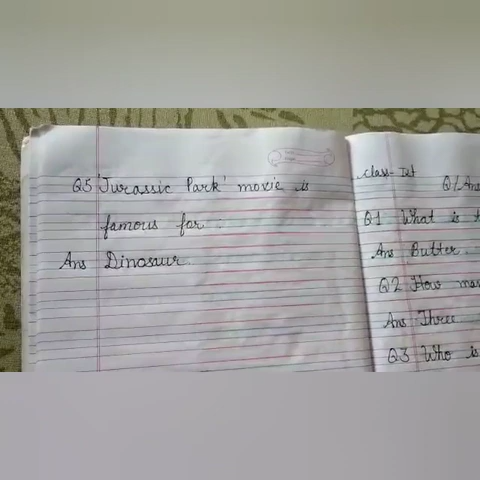 Q5 'Jurassic Park' movie is
famous for.
Ans Dinosaur.
Class- Ist
Q/Ans
Q1 What is
Ans Butter.
Q2 How
Ans Three
Q3 Who is